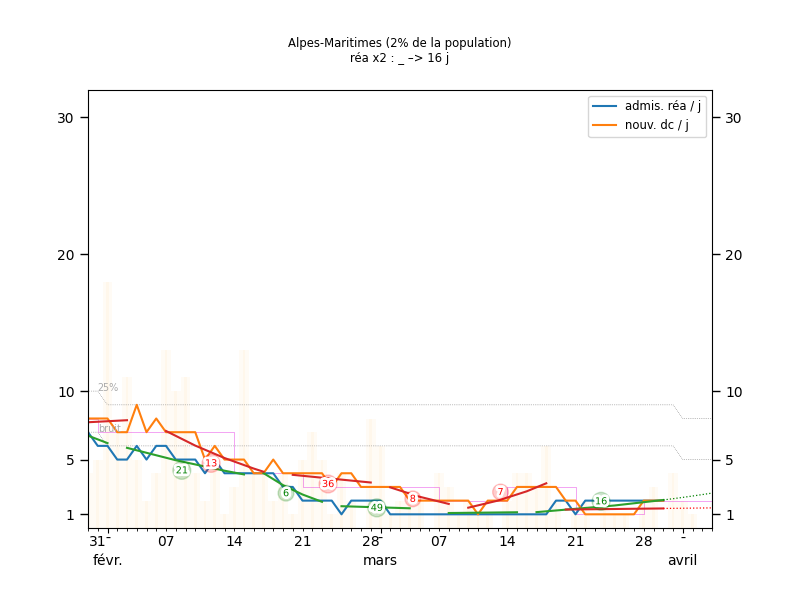 Alpes-Maritimes (2% de la population)
réa x2 : _ –> 16 j
admis. réa / j
nouv. dc / j
30
30
20
20
10
10
5
5
1
1
25%
bruit
13
21
6
36
49
8
7
16
31 07 14 21 28 07 14 21 28 -
févr. mars avril